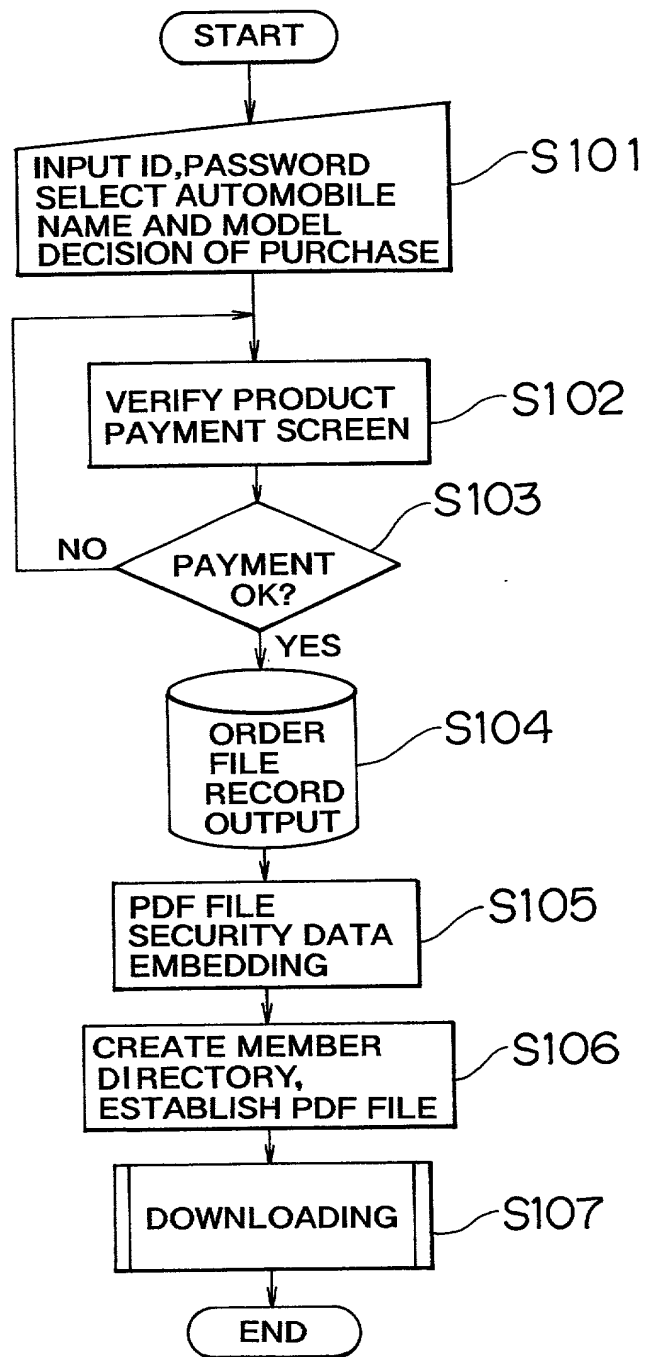 START
INPUT ID,PASSWORD
SELECT AUTOMOBILE
NAME AND MODEL
DECISION OF PURCHASE
S101
VERIFY PRODUCT
PAYMENT SCREEN
S102
PAYMENT
OK?
S103
NO
YES
ORDER
FILE
RECORD
OUTPUT
S104
PDF FILE
SECURITY DATA
EMBEDDING
S105
CREATE MEMBER
DIRECTORY,
ESTABLISH PDF FILE
S106
DOWNLOADING
S107
END